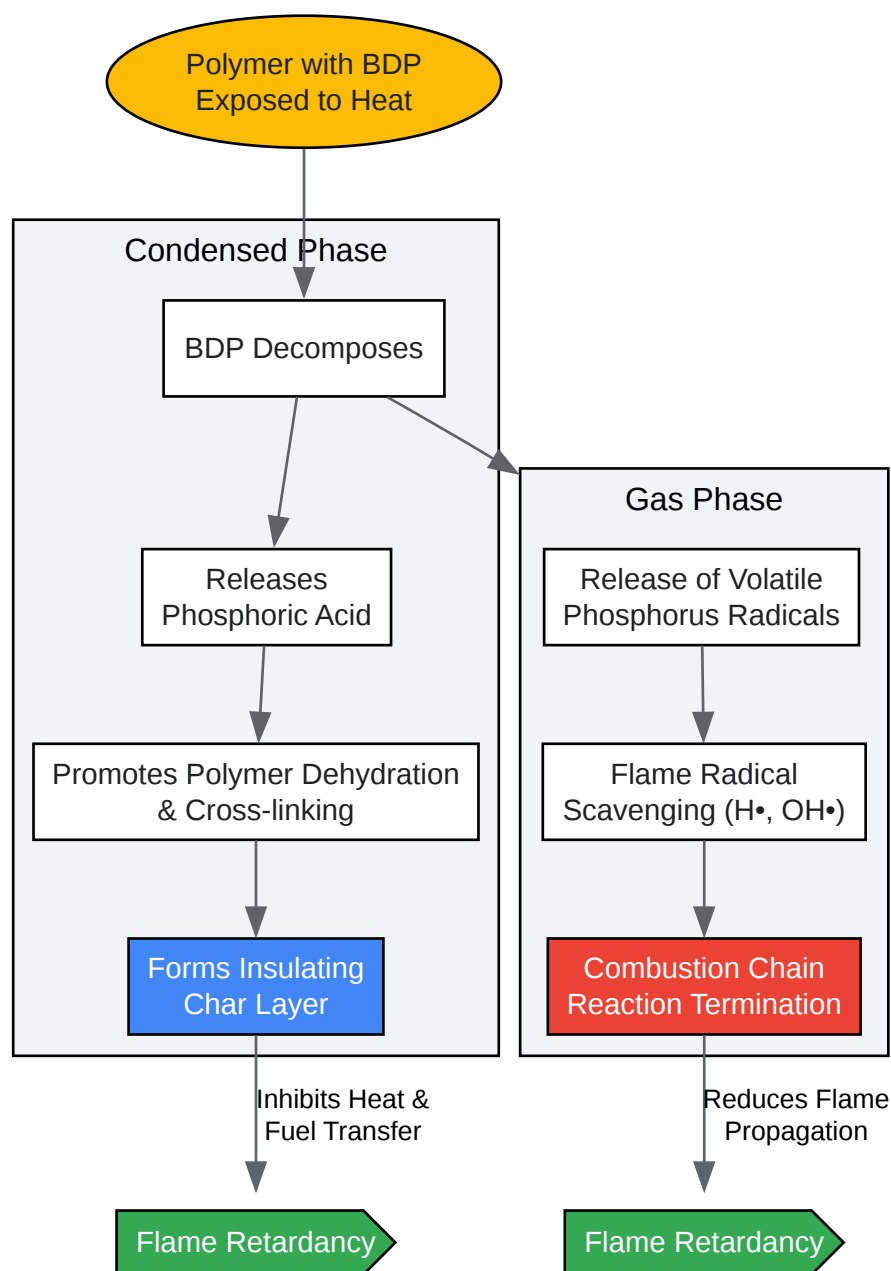 Polymer with BDP
Exposed to Heat
Condensed Phase
BDP Decomposes
Releases
Phosphoric Acid
Promotes Polymer Dehydration
& Cross-linking
Forms Insulating
Char Layer
Inhibits Heat &
Fuel Transfer
Flame Retardancy
Gas Phase
Release of Volatile
Phosphorus Radicals
Flame Radical
Scavenging (H•, OH•)
Combustion Chain
Reaction Termination
Reduces Flame
Propagation
Flame Retardancy